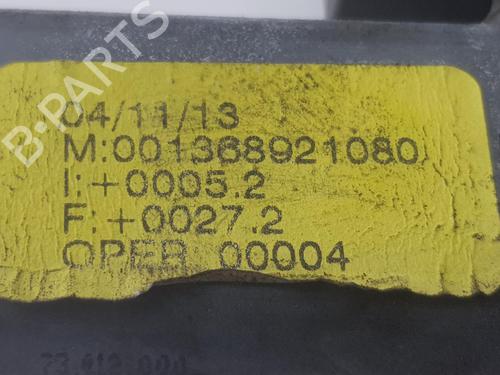 04/11/13
M:001368921080
I:+0005.2
F:+0027.2
OPER 00004
B-PARTS